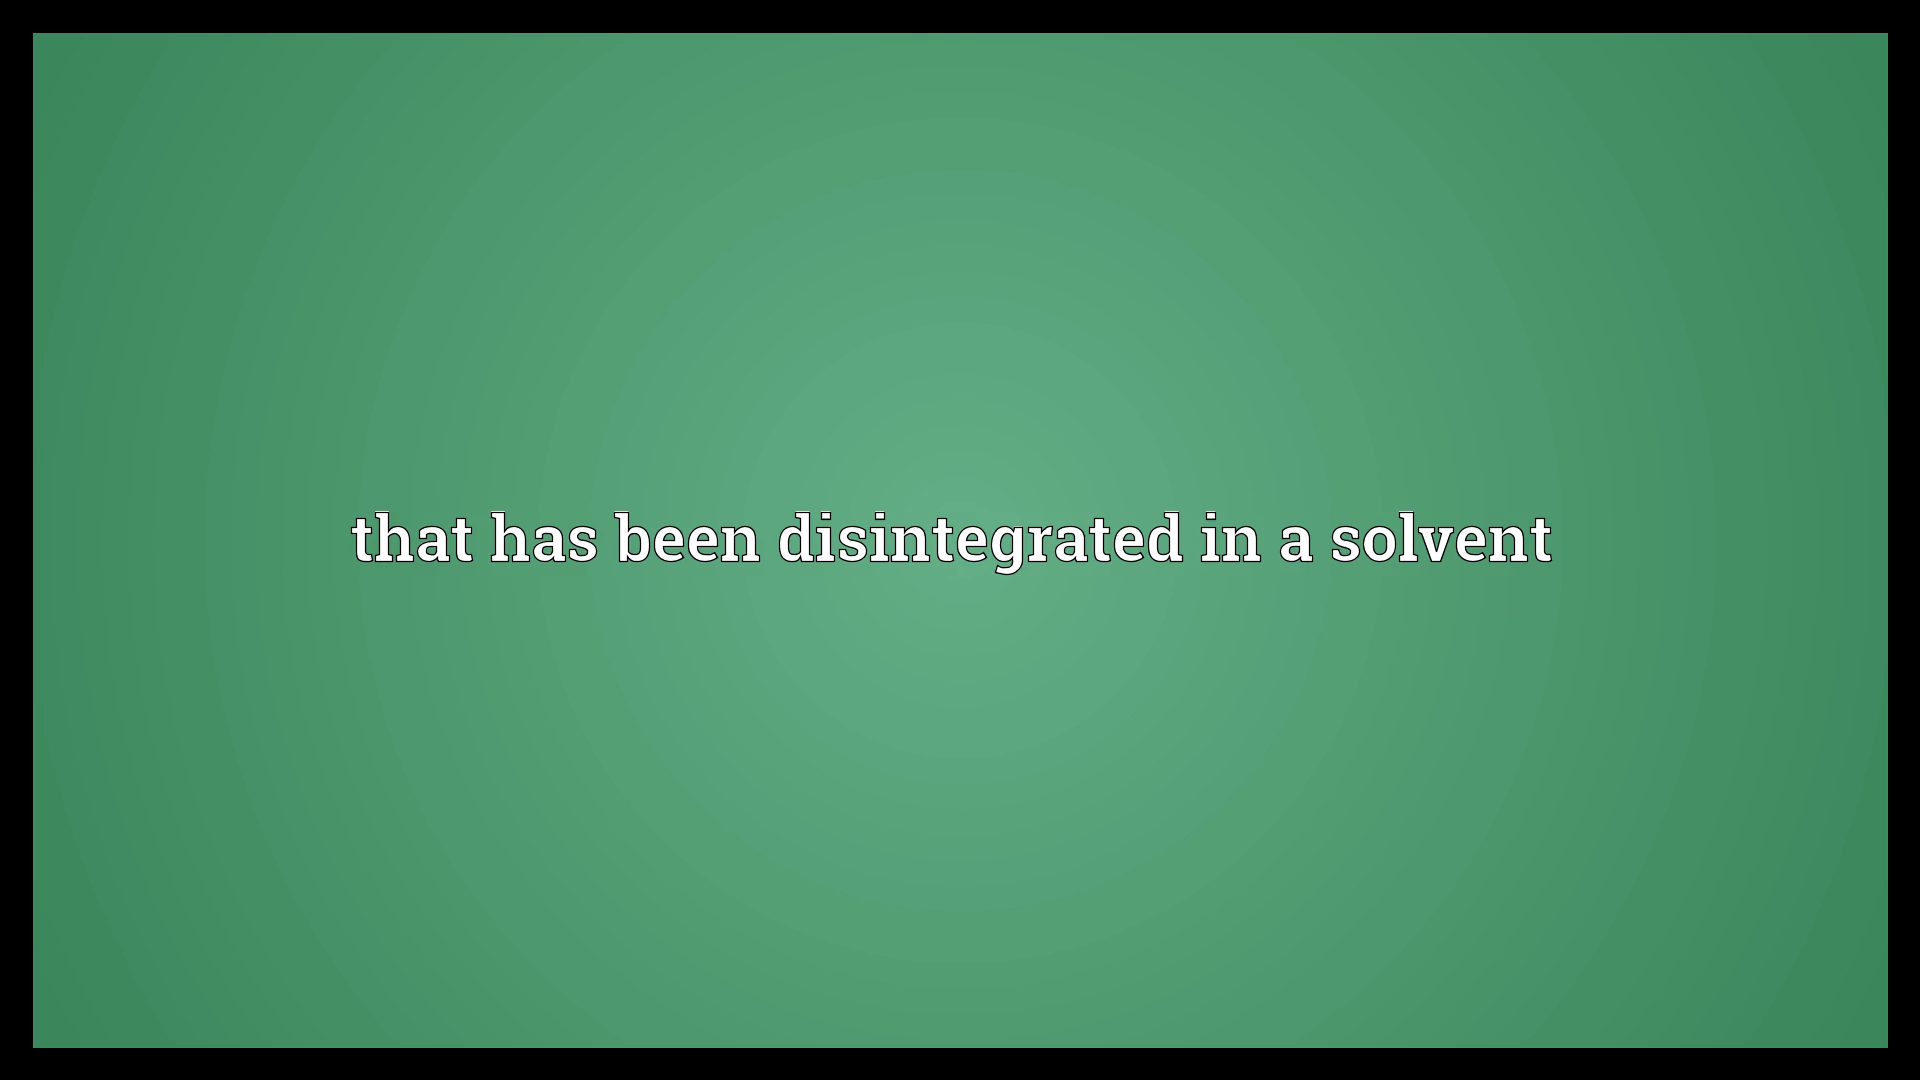 that has been disintegrated in a solvent